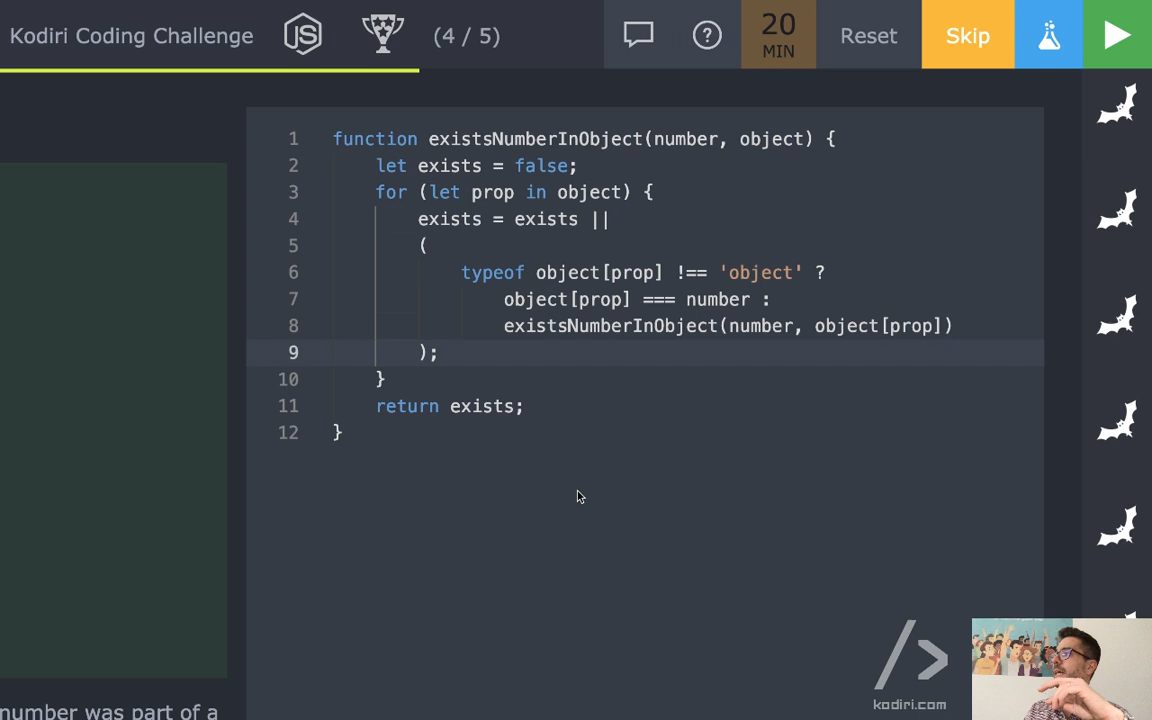 Kodiri Coding Challenge
JS
(4 / 5)
20
MIN
Reset
Skip
1 function existsNumberInObject(number, object) {
2 let exists = false;
3 for (let prop in object) {
4 exists = exists ||
5 (
6 typeof object[prop] !== 'object' ?
7 object[prop] === number :
8 existsNumberInObject(number, object[prop])
9 );
10 }
11 return exists;
12 }
number was part of a
/>
kodiri.com